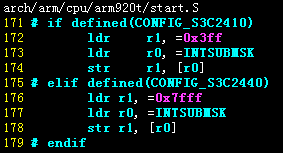 arch/arm/cpu/arm920t/start.S
171 # if defined(CONFIG_S3C2410)
172 ldr r1, =0x3ff
173 ldr r0, =INTSUBMSK
174 str r1, [r0]
175 # elif defined(CONFIG_S3C2440)
176 ldr r1, =0x7fff
177 ldr r0, =INTSUBMSK
178 str r1, [r0]
179 # endif